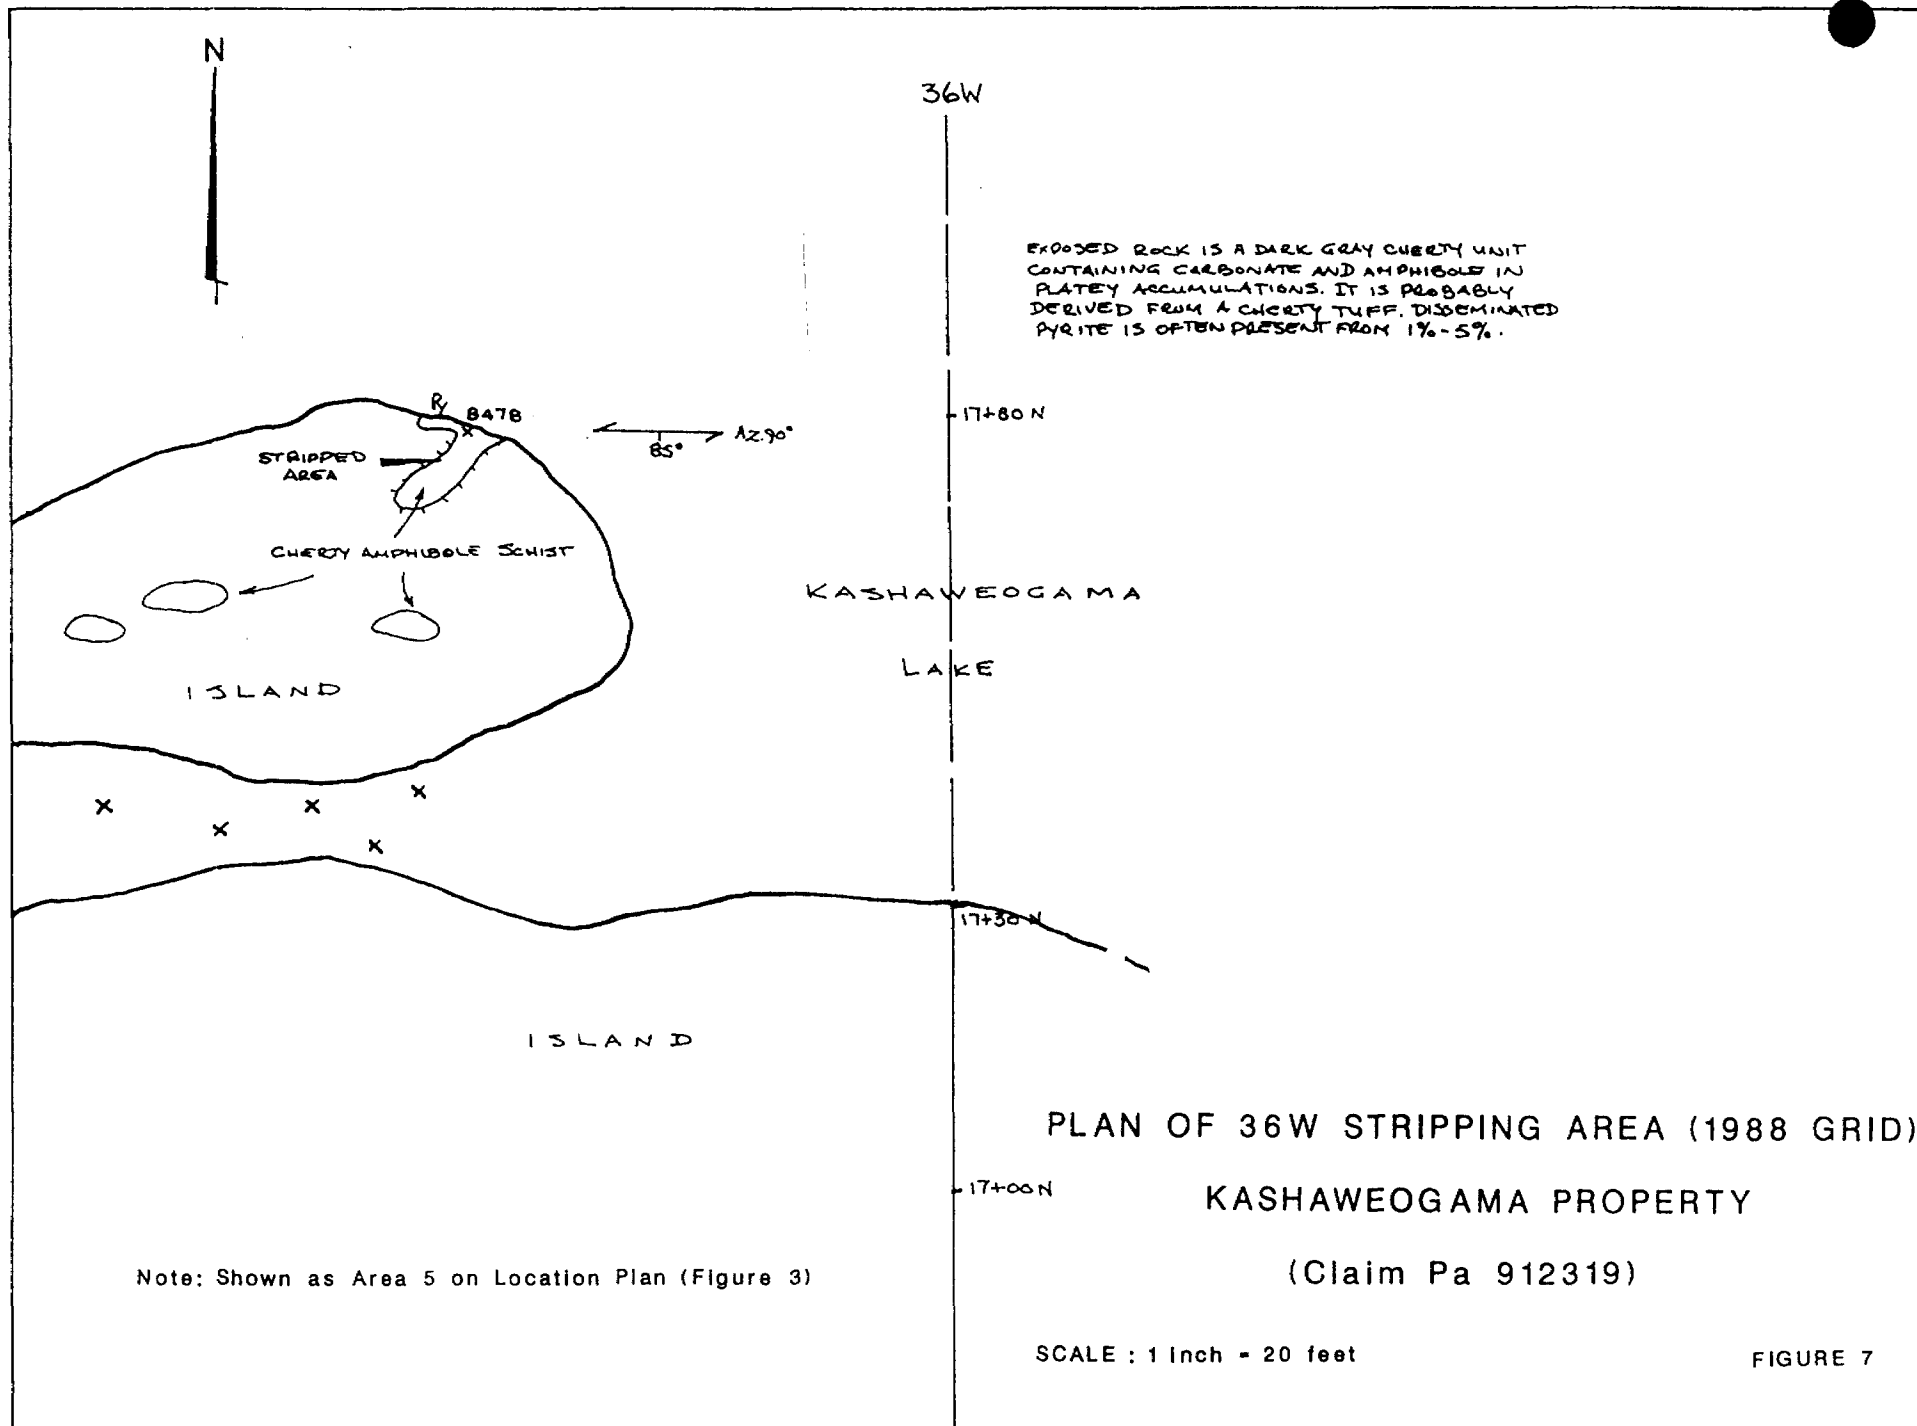 N
36W
EXPOSED ROCK IS A DARK GRAY CHERTY UNIT
CONTAINING CARBONATE AND AMPHIBOLE IN
PLATEY ACCUMULATIONS. IT IS PROBABLY
DERIVED FROM A CHERTY TUFF. DISSEMINATED
PYRITE IS OFTEN PRESENT FROM 1%-5%.
Py
8478
17+80 N
AZ.90°
85°
STRIPPED
AREA
CHERTY AMPHIBOLE SCHIST
KASHAWEOGAMA
LAKE
ISLAND
x
x
x
x
x
x
17+30 N
ISLAND
PLAN OF 36W STRIPPING AREA (1988 GRID)
17+00 N
KASHAWEOGAMA PROPERTY
(Claim Pa 912319)
Note: Shown as Area 5 on Location Plan (Figure 3)
SCALE : 1 inch = 20 feet
FIGURE 7